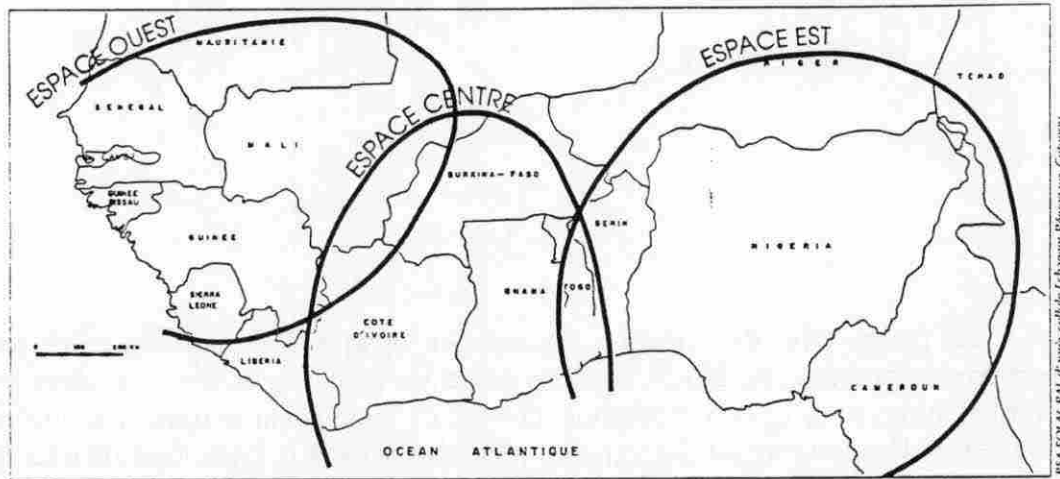 ESPACE OUEST
MAURITANIE
ESPACE EST
NIGER
TCHAD
SENEGAL
ESPACE CENTRE
MALI
BURKINA-FASO
GUINEE
BISSAU
BENIN
GUINEE
NIGERIA
SIERRA
LEONE
GHANA
TOGO
COTE
D'IVOIRE
LIBERIA
CAMEROUN
OCEAN ATLANTIQUE